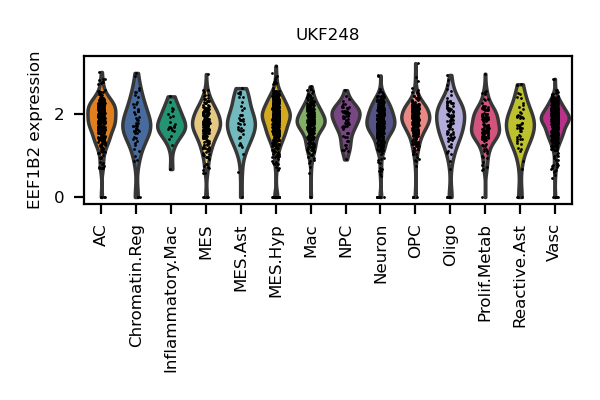 UKF248
EEF1B2 expression
2
0
AC
Chromatin.Reg
Inflammatory.Mac
MES
MES.Ast
MES.Hyp
Mac
NPC
Neuron
OPC
Oligo
Prolif.Metab
Reactive.Ast
Vasc